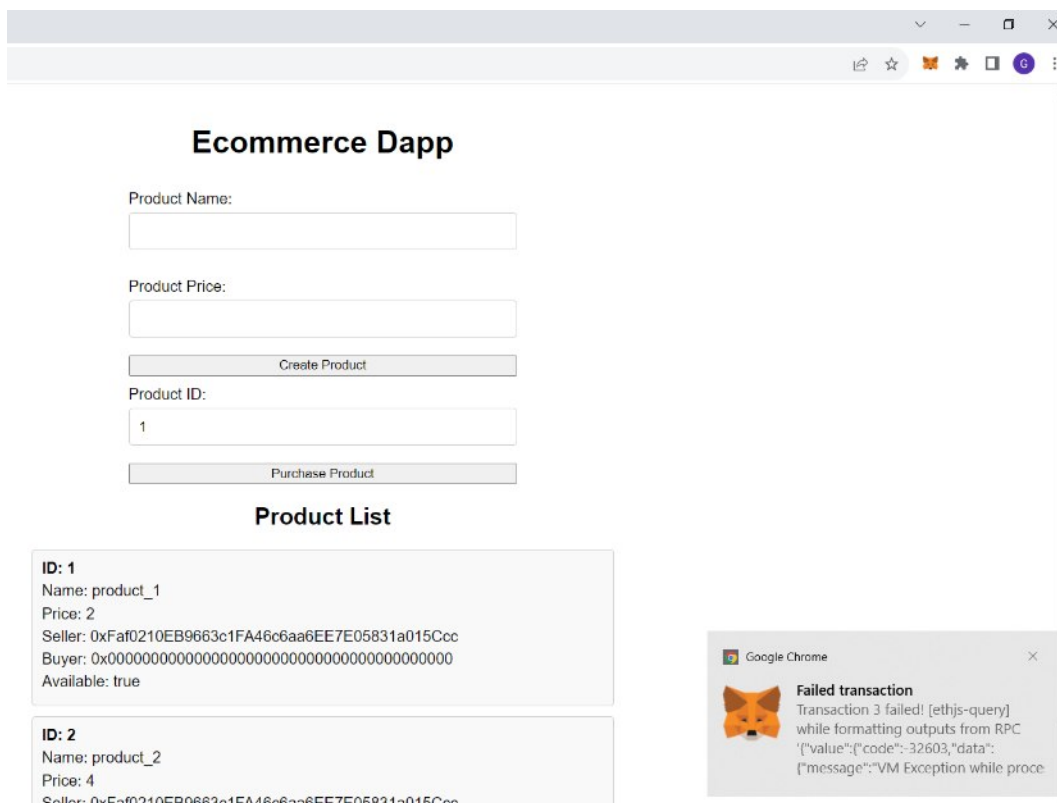 G
Ecommerce Dapp
Product Name:
Product Price:
Create Product
Product ID:
1
Purchase Product
Product List
ID: 1
Name: product_1
Price: 2
Seller: 0xFaf0210EB9663c1FA46c6aa6EE7E05831a015Ccc
Buyer: 0x0000000000000000000000000000000000000000
Available: true
ID: 2
Name: product_2
Price: 4
Seller: 0xFaf0210EB9663c1FA46c6aa6EE7E05831a015Ccc
Google Chrome
Failed transaction
Transaction 3 failed! [ethjs-query]
while formatting outputs from RPC
'{"value":{"code":-32603,"data":
{"message":"VM Exception while proce